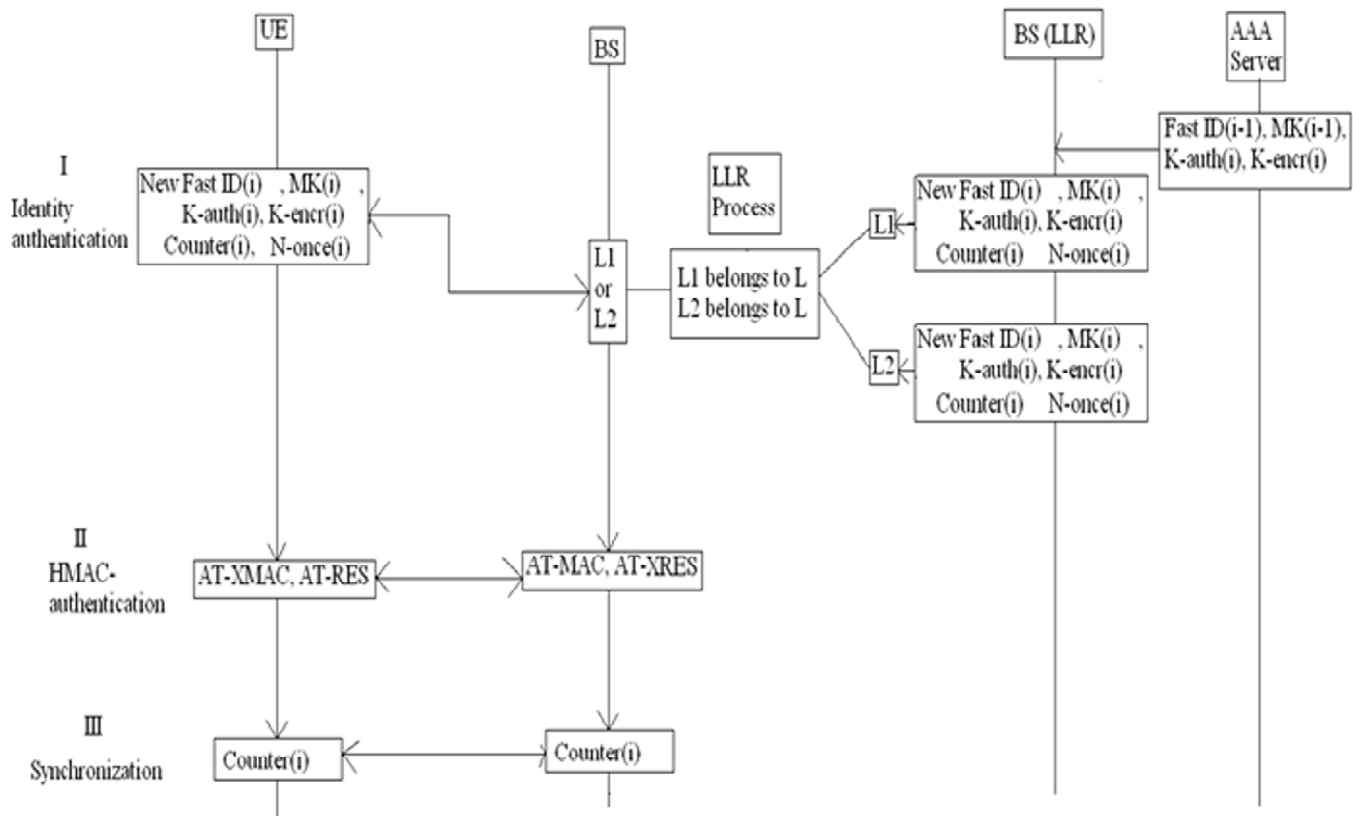 UE
BS
BS (LLR)
AAA
Server
Fast ID(i-1), MK(i-1),
K-auth(i), K-encr(i)
I
Identity
authentication
New Fast ID(i) , MK(i) ,
K-auth(i), K-encr(i)
Counter(i), N-once(i)
L1
or
L2
LLR
Process
L1 belongs to L
L2 belongs to L
L1
New Fast ID(i) , MK(i) ,
K-auth(i), K-encr(i)
Counter(i) N-once(i)
L2
New Fast ID(i) , MK(i) ,
K-auth(i), K-encr(i)
Counter(i) N-once(i)
II
HMAC-
authentication
AT-XMAC, AT-RES
AT-MAC, AT-XRES
III
Synchronization
Counter(i)
Counter(i)